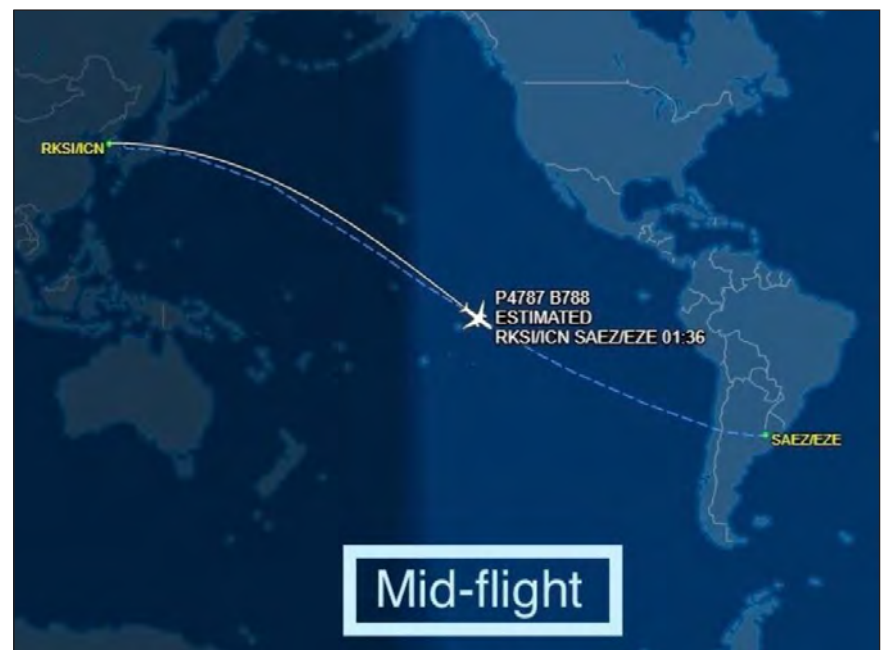 RKSI/ICN
P4787 B788
ESTIMATED
RKSI/ICN SAEZ/EZE 01:36
SAEZ/EZE
Mid-flight